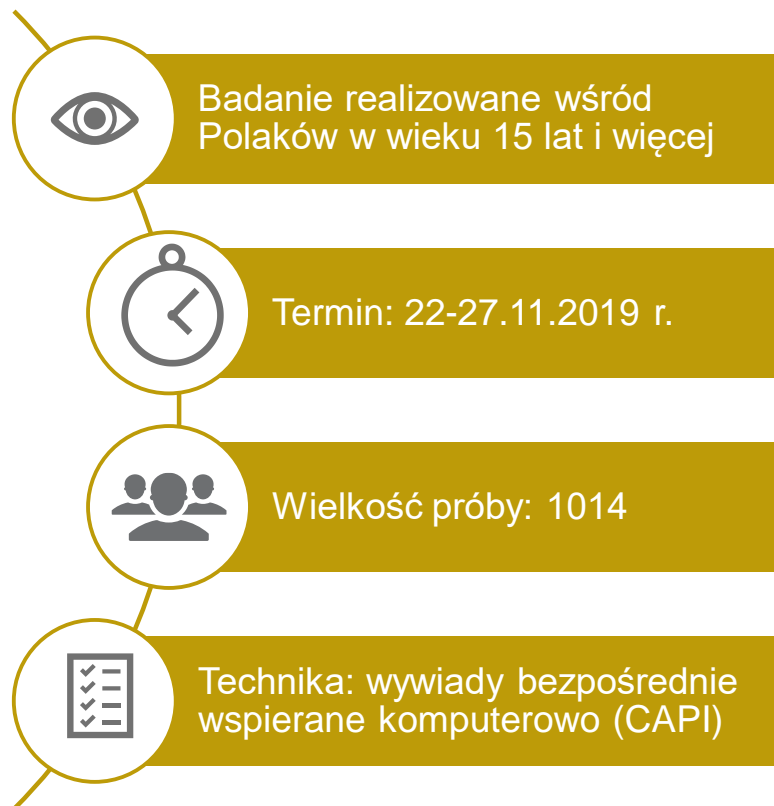 Badanie realizowane wśród
Polaków w wieku 15 lat i więcej
Termin: 22-27.11.2019 r.
Wielkość próby: 1014
Technika: wywiady bezpośrednie
wspierane komputerowo (CAPI)